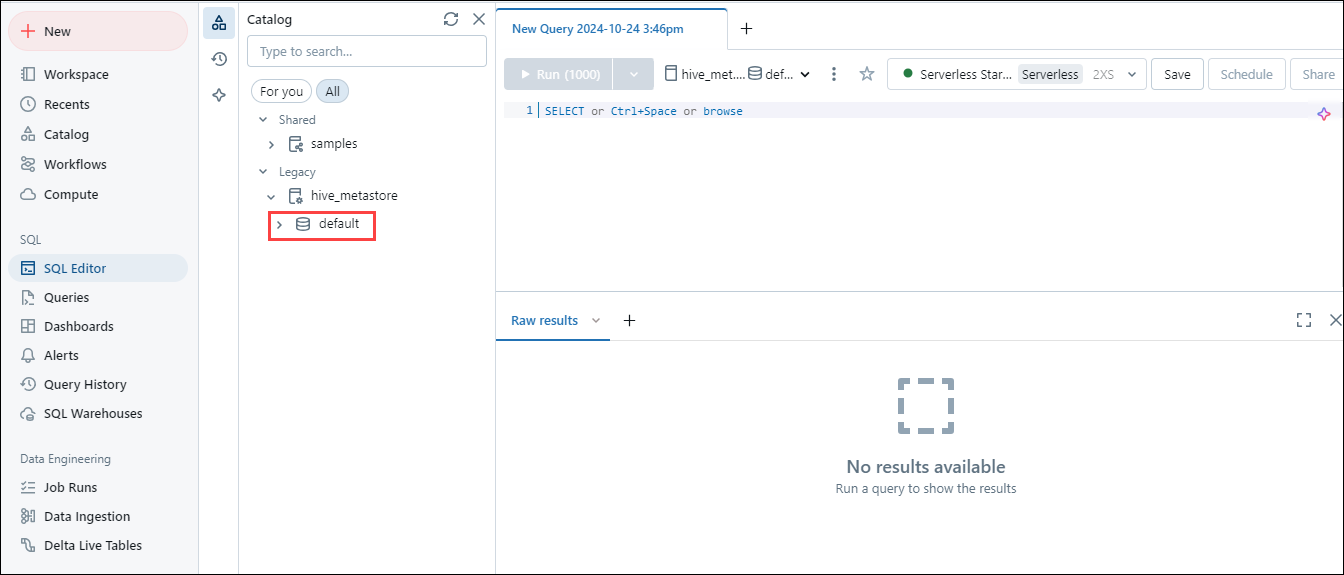 New
Workspace
Recents
Catalog
Workflows
Compute
SQL
SQL Editor
Queries
Dashboards
Alerts
Query History
SQL Warehouses
Data Engineering
Job Runs
Data Ingestion
Delta Live Tables
Catalog
Type to search...
For you All
Shared
samples
Legacy
hive_metastore
default
New Query 2024-10-24 3:46pm
Run (1000) hive_met.... def... Serverless Star... Serverless 2XS Save Schedule Share
1 SELECT or Ctrl+Space or browse
Raw results
No results available
Run a query to show the results